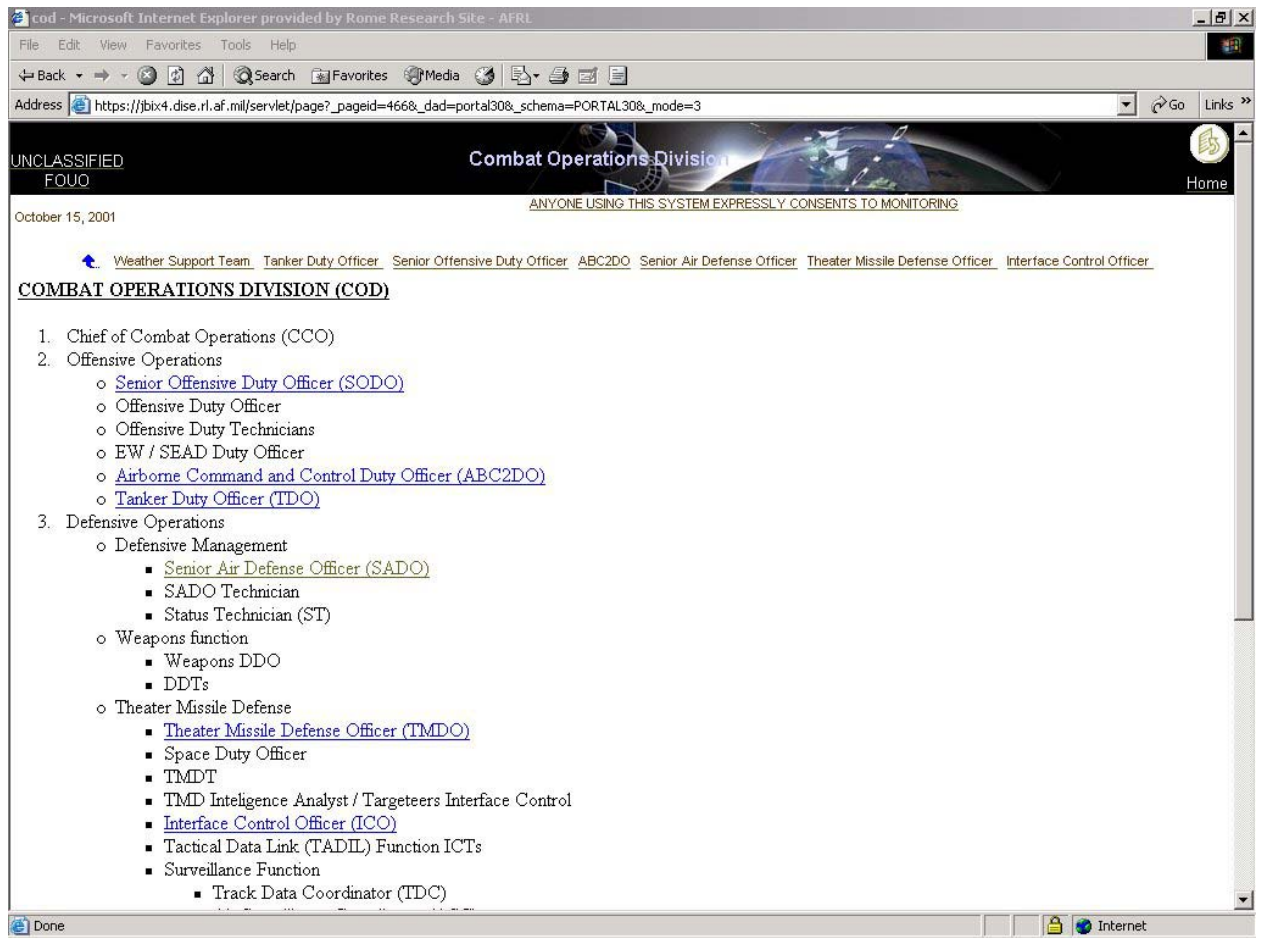 cod - Microsoft Internet Explorer provided by Rome Research Site - AFRL
File Edit View Favorites Tools Help
Back Search Favorites Media
Address https://jbix4.dise.rl.af.mil/servlet/page?_pageid=466&_dad=portal30&_schema=PORTAL30&_mode=3 Go Links »
UNCLASSIFIED
FOUO
Combat Operations Division
Home
ANYONE USING THIS SYSTEM EXPRESSLY CONSENTS TO MONITORING
October 15, 2001
Weather Support Team Tanker Duty Officer Senior Offensive Duty Officer ABC2DO Senior Air Defense Officer Theater Missile Defense Officer Interface Control Officer
COMBAT OPERATIONS DIVISION (COD)
1. Chief of Combat Operations (CCO)
2. Offensive Operations
o Senior Offensive Duty Officer (SODO)
o Offensive Duty Officer
o Offensive Duty Technicians
o EW / SEAD Duty Officer
o Airborne Command and Control Duty Officer (ABC2DO)
o Tanker Duty Officer (TDO)
3. Defensive Operations
o Defensive Management
▪ Senior Air Defense Officer (SADO)
▪ SADO Technician
▪ Status Technician (ST)
o Weapons function
▪ Weapons DDO
▪ DDTs
o Theater Missile Defense
▪ Theater Missile Defense Officer (TMDO)
▪ Space Duty Officer
▪ TMDT
▪ TMD Inteligence Analyst / Targeteers Interface Control
▪ Interface Control Officer (ICO)
▪ Tactical Data Link (TADIL) Function ICTs
▪ Surveillance Function
▪ Track Data Coordinator (TDC)
Done Internet